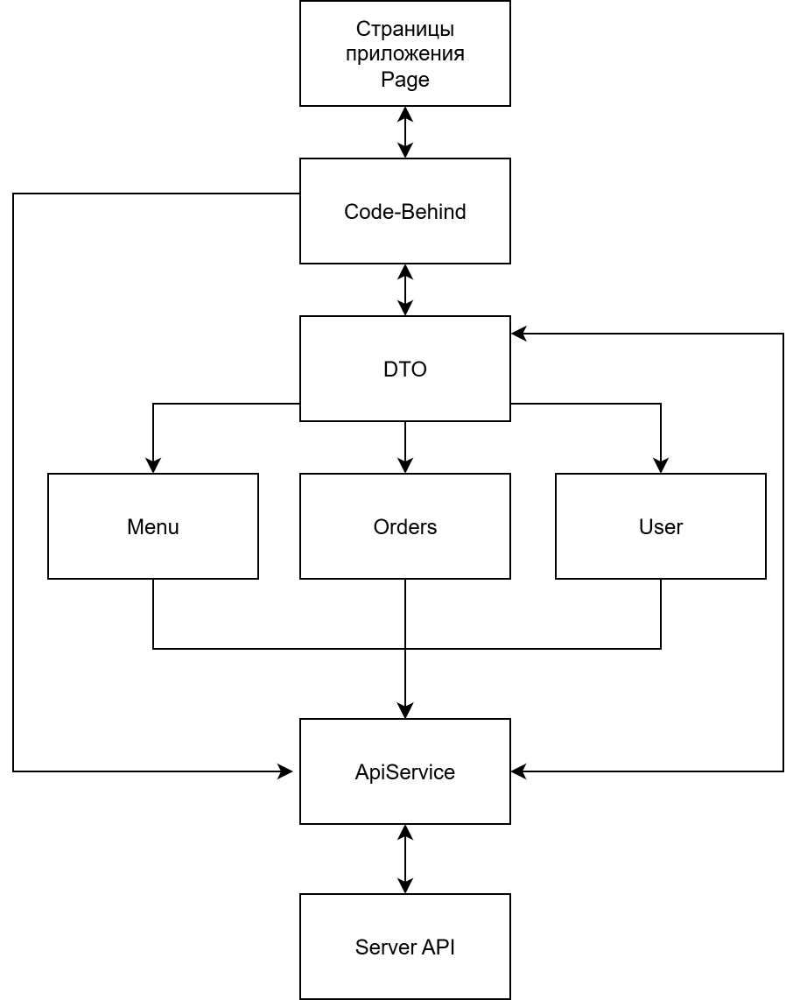 Страницы
приложения
Page
Code-Behind
DTO
Menu
Orders
User
ApiService
Server API